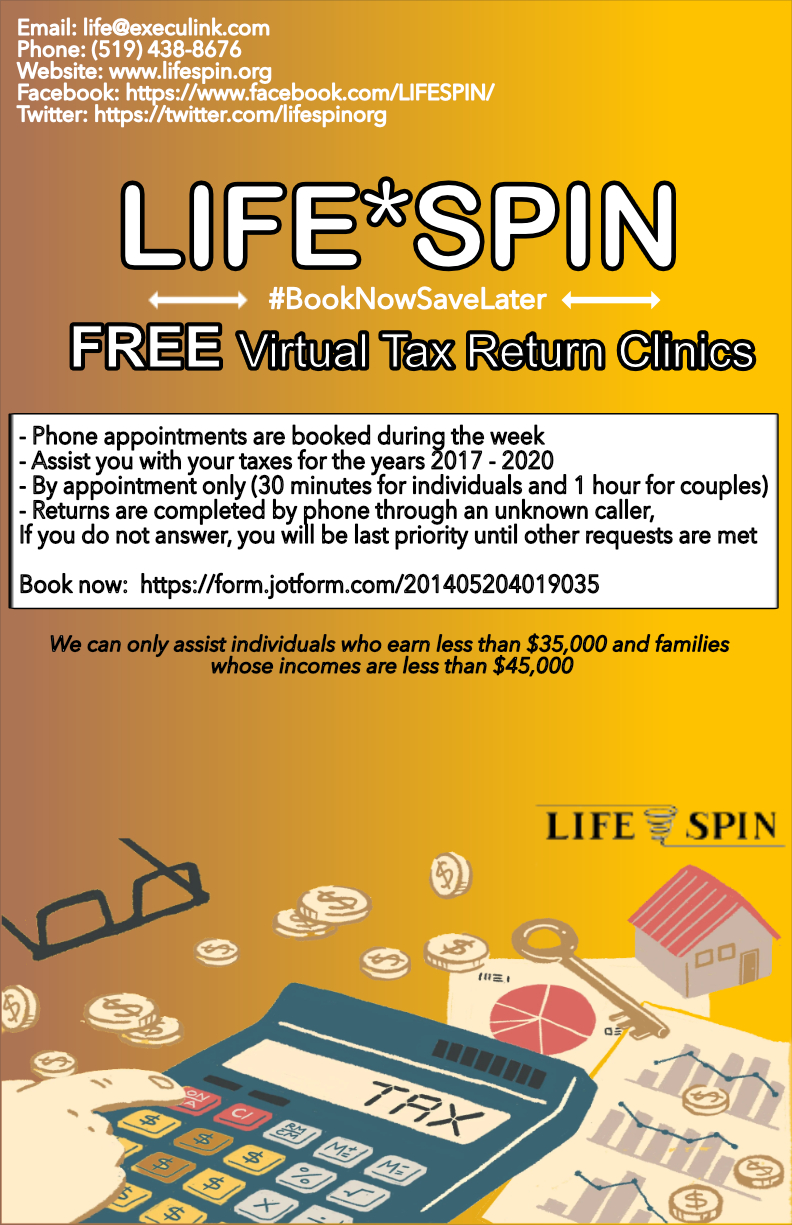 Email: life@execulink.com
Phone: (519) 438-8676
Website: www.lifespin.org
Facebook: https://www.facebook.com/LIFESPIN/
Twitter: https://twitter.com/lifespinorg
LIFE*SPIN
#BookNowSaveLater
FREE Virtual Tax Return Clinics
- Phone appointments are booked during the week
- Assist you with your taxes for the years 2017 - 2020
- By appointment only (30 minutes for individuals and 1 hour for couples)
- Returns are completed by phone through an unknown caller,
If you do not answer, you will be last priority until other requests are met
Book now: https://form.jotform.com/201405204019035
We can only assist individuals who earn less than $35,000 and families
whose incomes are less than $45,000
LIFE SPIN
TAX
ON
A
CI
RM
CM
M+
M-
$ $
$ $
%
√
×
÷